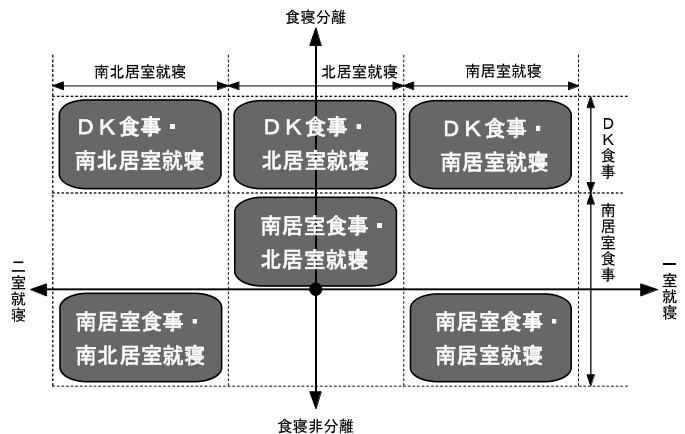 食寝分離
南北居室就寝
北居室就寝
南居室就寝
ＤＫ食事・
南北居室就寝
ＤＫ食事・
北居室就寝
ＤＫ食事・
南居室就寝
ＤＫ食事
南居室食事・
北居室就寝
南居室食事
二室就寝
一室就寝
南居室食事・
南北居室就寝
南居室食事・
南居室就寝
食寝非分離